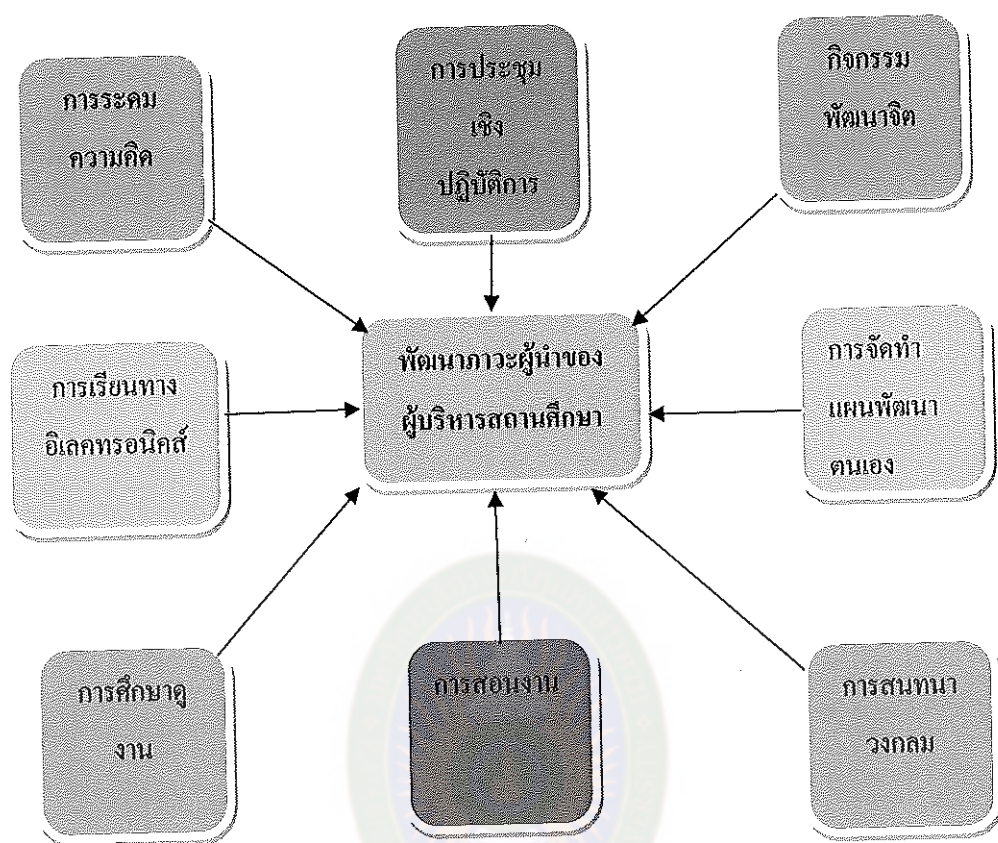 การระดม
ความคิด
การประชุม
เชิง
ปฏิบัติการ
กิจกรรม
พัฒนาจิต
การเรียนทาง
อิเลคทรอนิคส์
พัฒนาภาวะผู้นำของ
ผู้บริหารสถานศึกษา
การจัดทำ
แผนพัฒนา
ตนเอง
การศึกษาดู
งาน
การสอนงาน
การสนทนา
วงกลม